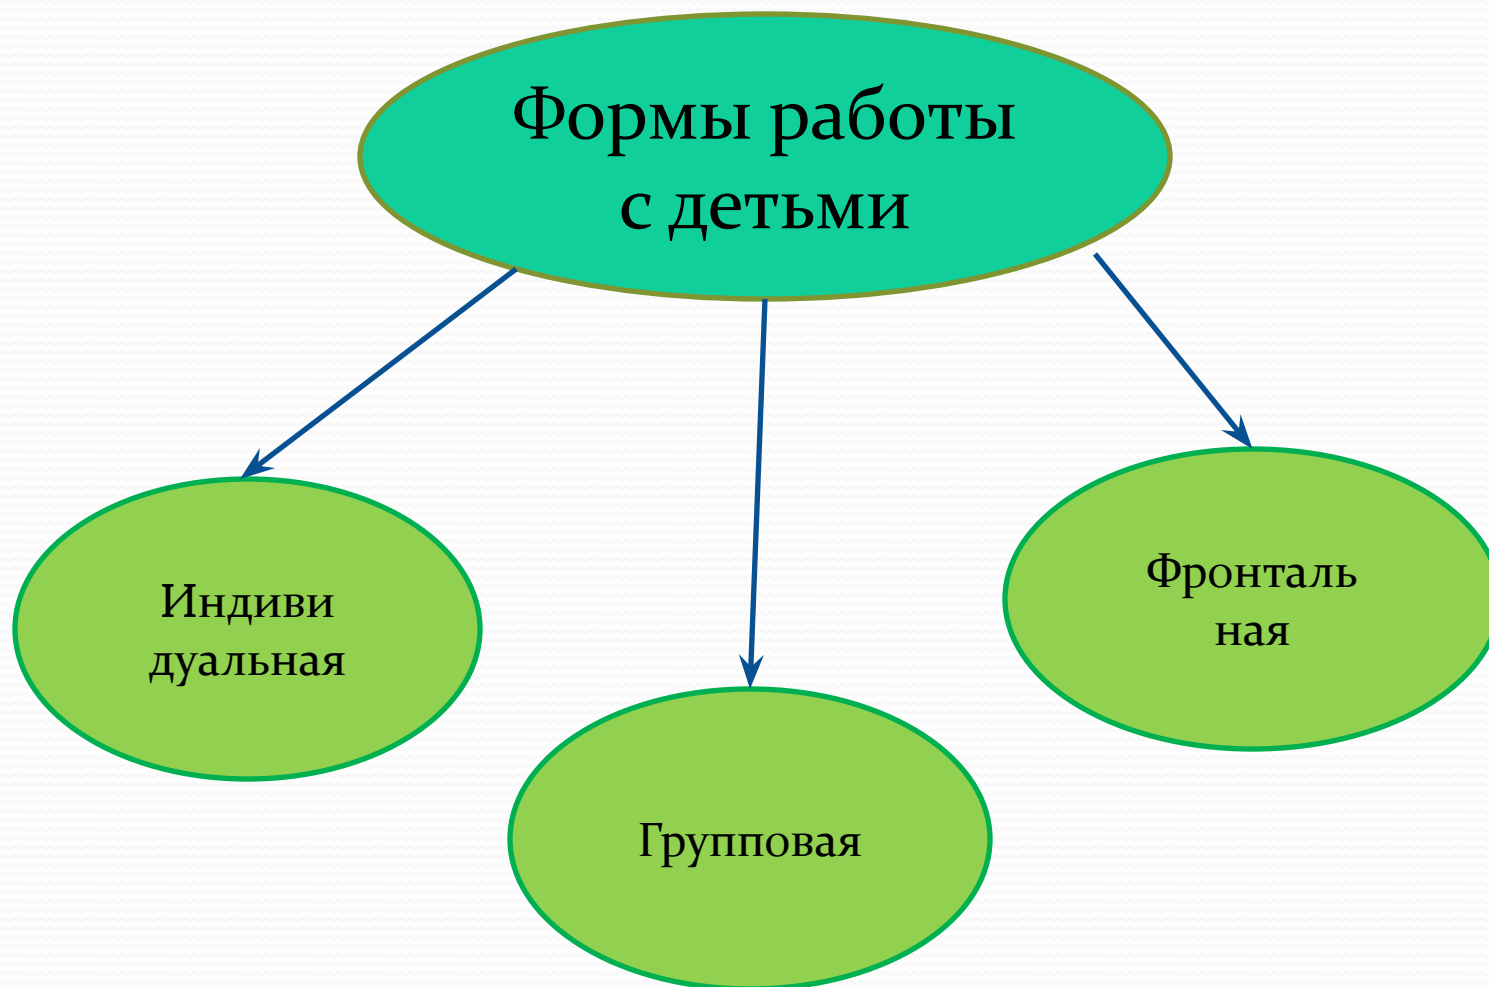 Формы работы
с детьми
Индиви
дуальная
Групповая
Фронталь
ная